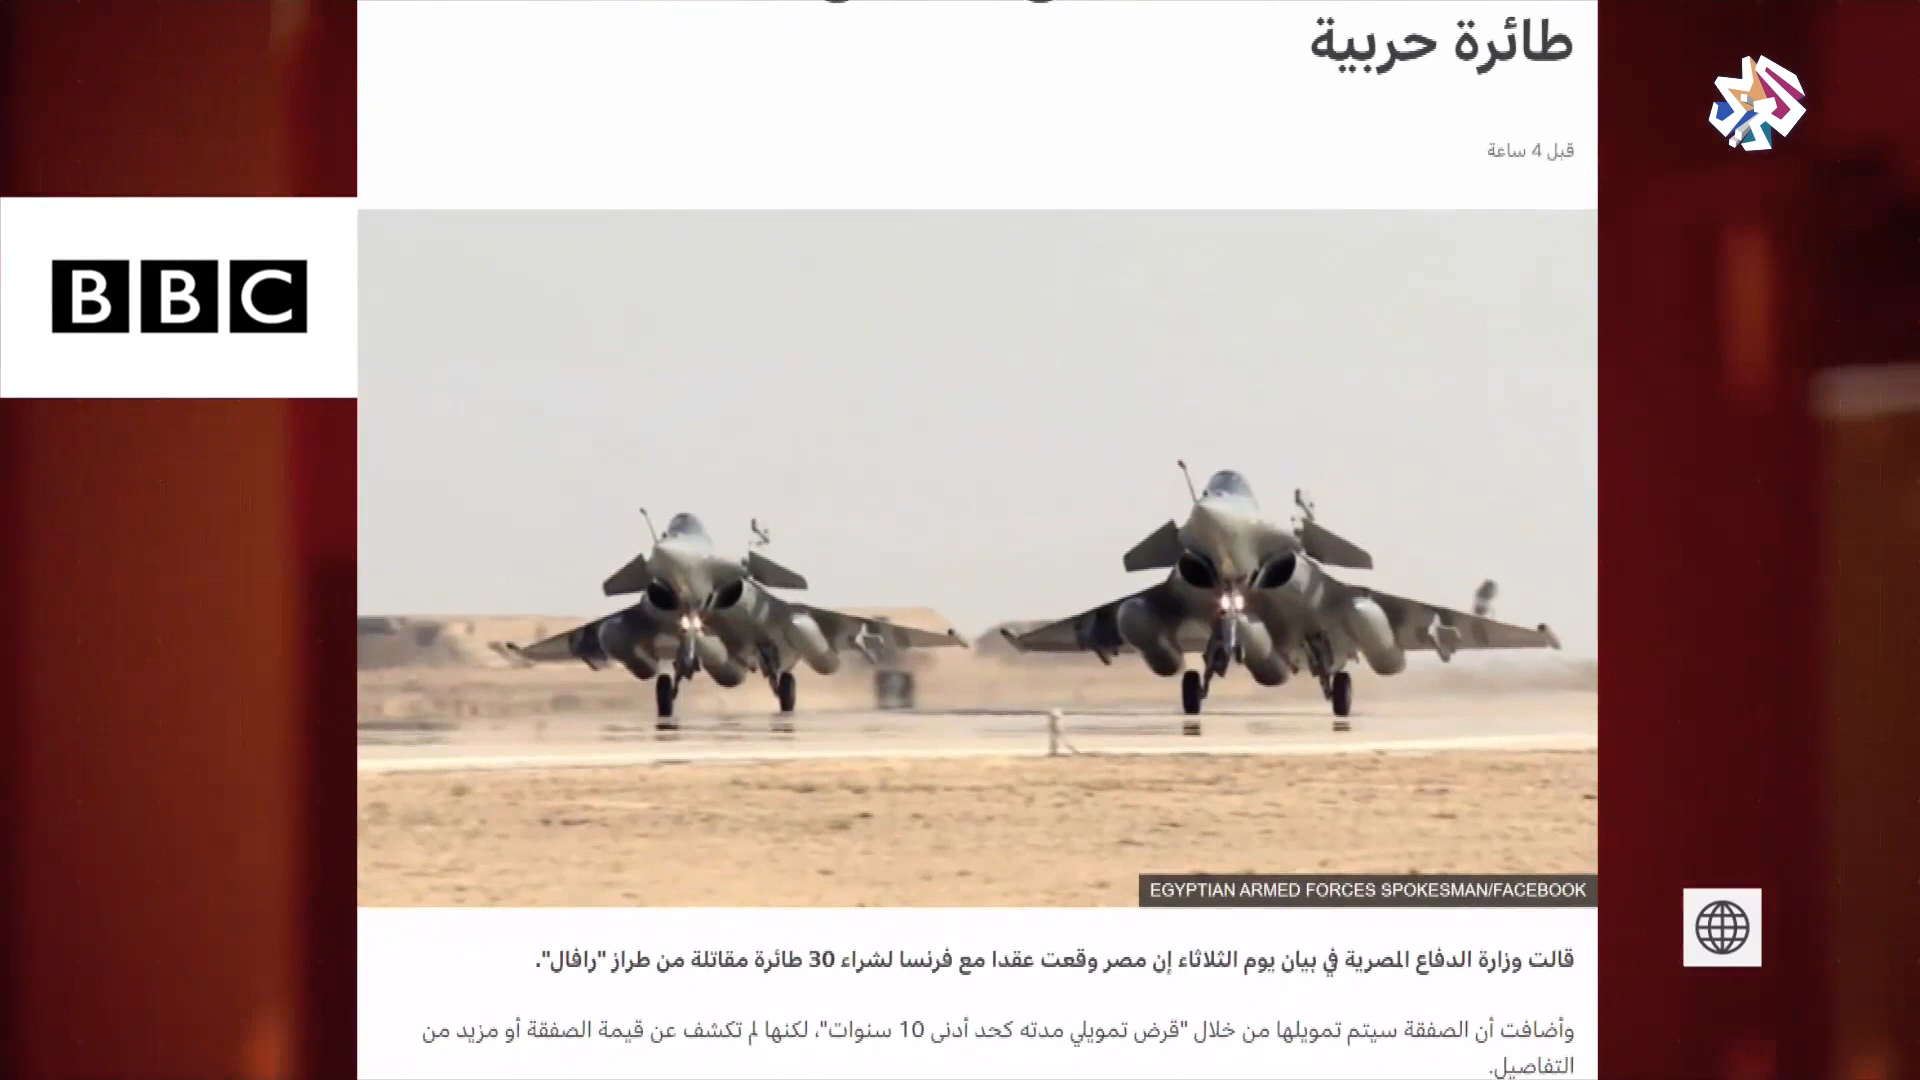 طائرة حربية
قبل 4 ساعة
BBC
EGYPTIAN ARMED FORCES SPOKESMAN/FACEBOOK
قالت وزارة الدفاع المصرية في بيان يوم الثلاثاء إن مصر وقعت عقدا مع فرنسا لشراء 30 طائرة مقاتلة من طراز "رافال".
وأضافت أن الصفقة سيتم تمويلها من خلال "قرض تمويلي مدته كحد أدنى 10 سنوات"، لكنها لم تكشف عن قيمة الصفقة أو مزيد من
التفاصيل.